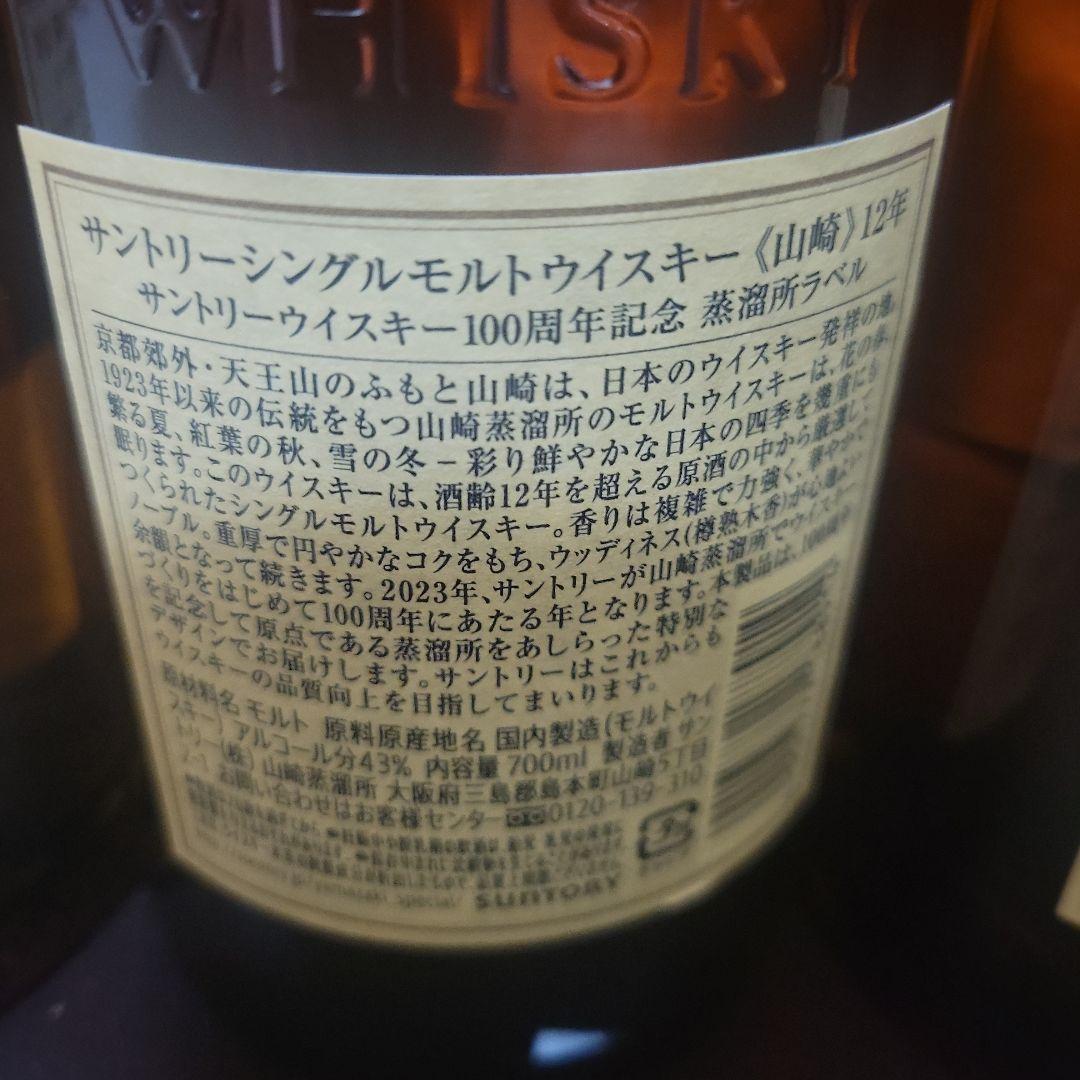 WHISKY
サントリーシングルモルトウイスキー《山崎》12年
サントリーウイスキー100周年記念 蒸溜所ラベル
京都郊外・天王山のふもと山崎は、日本のウイスキー発祥の地。
1923年以来の伝統をもつ山崎蒸溜所のモルトウイスキーは、花の春、
繁る夏、紅葉の秋、雪の冬－彩り鮮やかな日本の四季を幾重にも
眠ります。このウイスキーは、酒齢12年を超える原酒の中から厳選して
つくられたシングルモルトウイスキー。香りは複雑で力強く、華やかで
ノーブル。重厚で円やかなコクをもち、ウッディネス(樽熟木香)が心地よい
余韻となって続きます。2023年、サントリーが山崎蒸溜所でウイスキー
づくりをはじめて100周年にあたる年となります。本製品は、100周年
を記念して原点である蒸溜所をあしらった特別な
デザインでお届けします。サントリーはこれからも
ウイスキーの品質向上を目指してまいります。
原材料名 モルト 原料原産地名 国内製造(モルトウイ
スキー) アルコール分43% 内容量 700ml 製造者 サン
トリー(株) 山崎蒸溜所 大阪府三島郡島本町山崎5丁目
お問い合わせはお客様センター 0120-139-310
SUNTORY